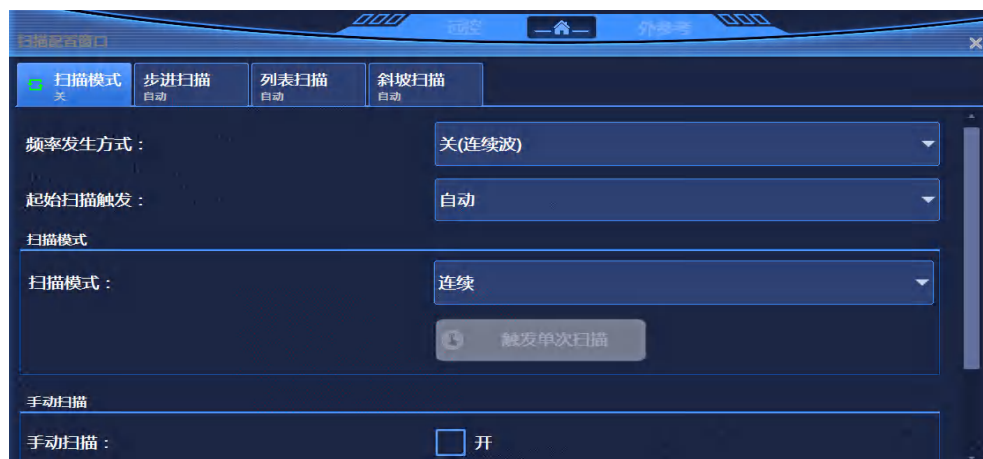 远控
外参考
扫描配置窗口
扫描模式
关
步进扫描
自动
列表扫描
自动
斜坡扫描
自动
频率发生方式：
关(连续波)
起始扫描触发：
自动
扫描模式
扫描模式：
连续
触发单次扫描
手动扫描
手动扫描：
开